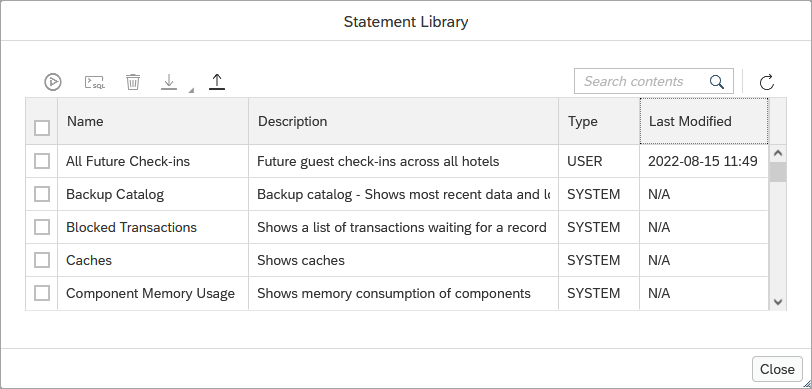 Statement Library
SQL
Search contents
Name Description Type Last Modified
All Future Check-ins Future guest check-ins across all hotels USER 2022-08-15 11:49
Backup Catalog Backup catalog - Shows most recent data and lo SYSTEM N/A
Blocked Transactions Shows a list of transactions waiting for a record SYSTEM N/A
Caches Shows caches SYSTEM N/A
Component Memory Usage Shows memory consumption of components SYSTEM N/A
Close